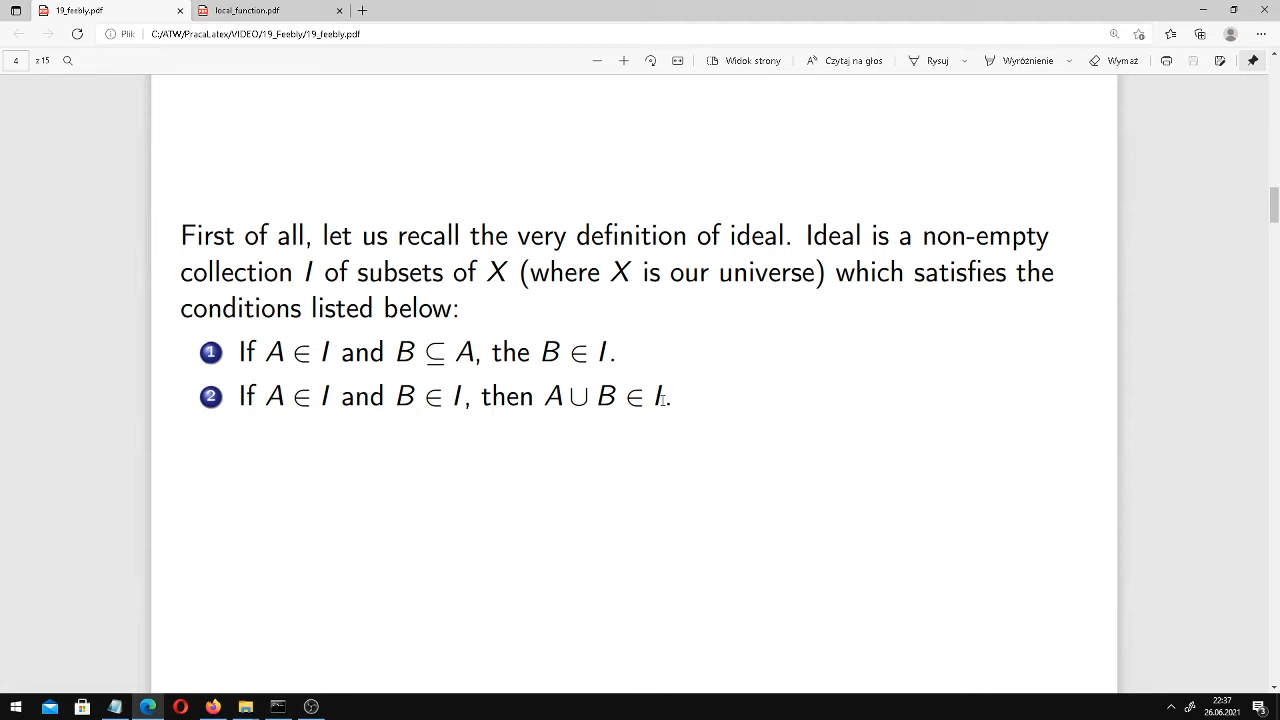 19_feebly.pdf
local_function.pdf
Plik
C:/ATW/PracaLatex/VIDEO/19_Feebly/19_feebly.pdf
4 z 15
Widok strony
Czytaj na głos
Rysuj
Wyróżnienie
Wymaż
First of all, let us recall the very definition of ideal. Ideal is a non-empty
collection I of subsets of X (where X is our universe) which satisfies the
conditions listed below:
1 If A ∈ I and B ⊆ A, the B ∈ I.
2 If A ∈ I and B ∈ I, then A ∪ B ∈ I.
22:37
26.06.2021
3